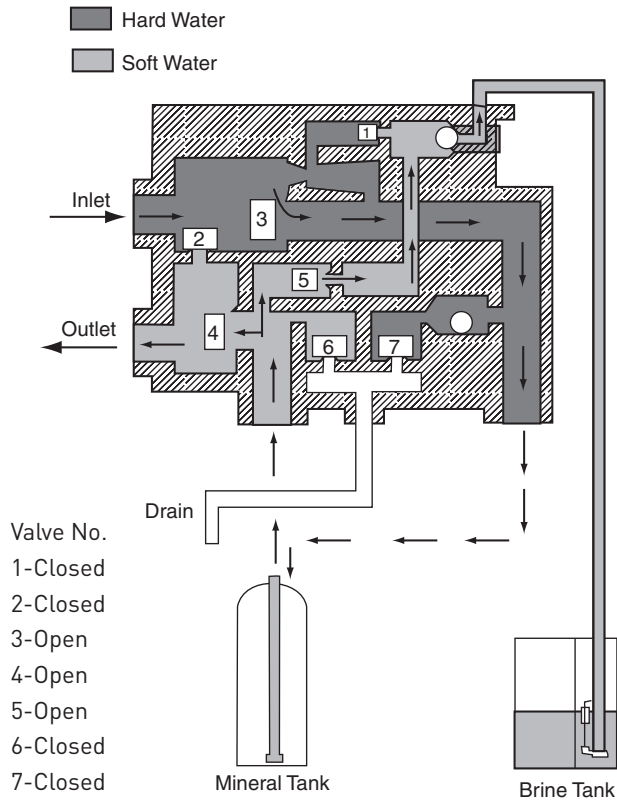 Hard Water
Soft Water
1
Inlet
3
2
5
Outlet
4
6
7
Drain
Valve No.
1-Closed
2-Closed
3-Open
4-Open
5-Open
6-Closed
7-Closed
Mineral Tank
Brine Tank